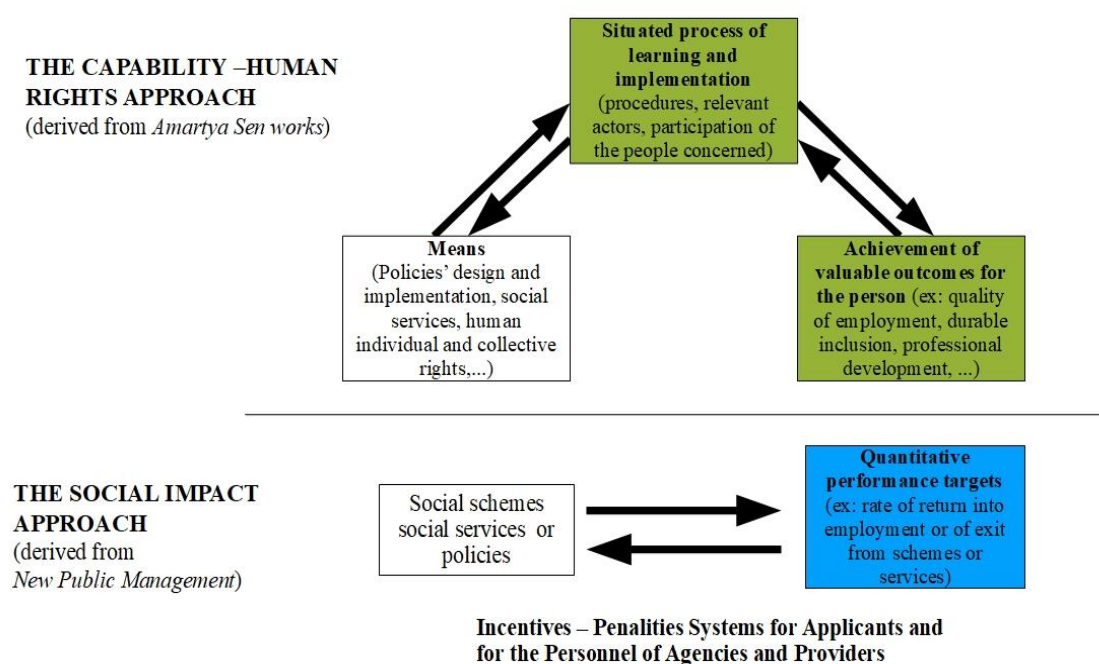 THE CAPABILITY –HUMAN
RIGHTS APPROACH
(derived from Amartya Sen works)
Situated process of
learning and
implementation
(procedures, relevant
actors, participation of
the people concerned)
Means
(Policies’ design and
implementation, social
services, human
individual and collective
rights,...)
Achievement of
valuable outcomes for
the person (ex: quality
of employment, durable
inclusion, professional
development, ...)
THE SOCIAL IMPACT
APPROACH
(derived from
New Public Management)
Social schemes
social services or
policies
Quantitative
performance targets
(ex: rate of return into
employment or of exit
from schemes or
services)
Incentives – Penalities Systems for Applicants and
for the Personnel of Agencies and Providers